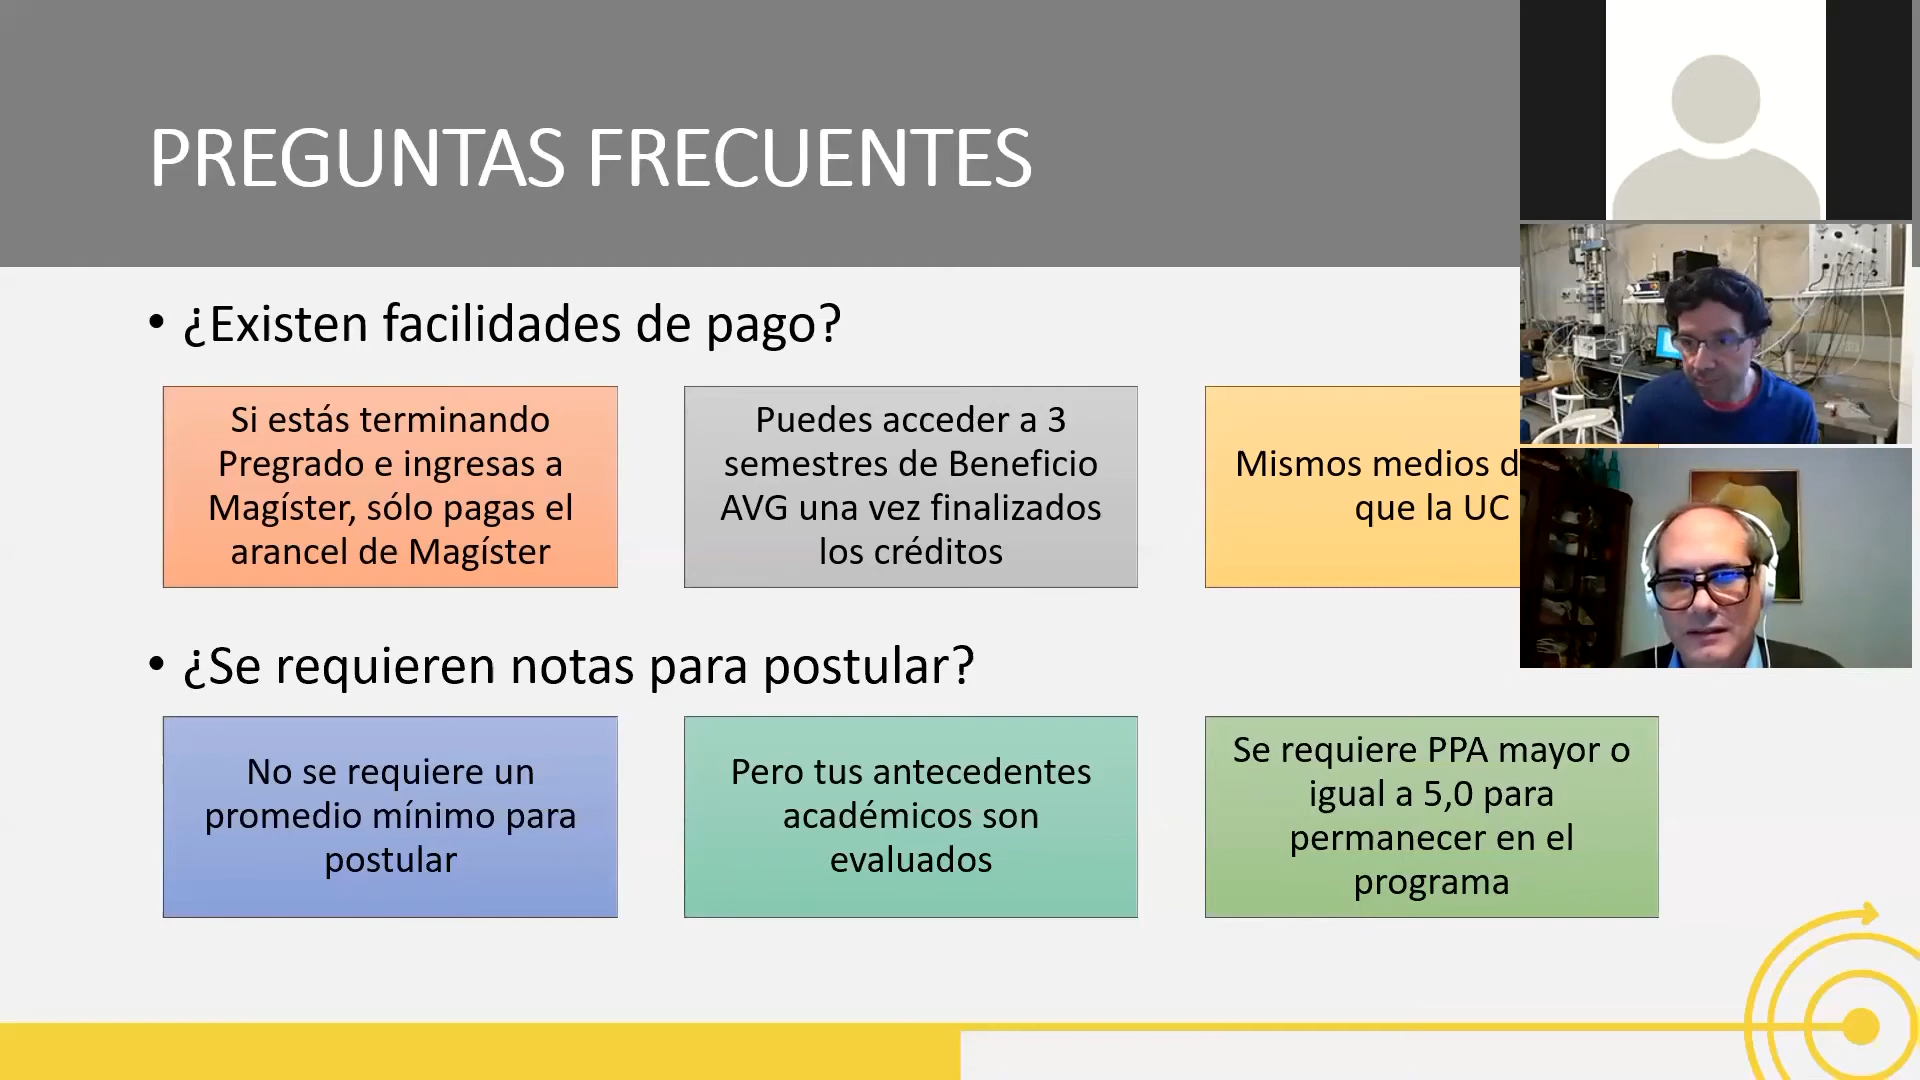 PREGUNTAS FRECUENTES
• ¿Existen facilidades de pago?
Si estás terminando
Pregrado e ingresas a
Magíster, sólo pagas el
arancel de Magíster
Puedes acceder a 3
semestres de Beneficio
AVG una vez finalizados
los créditos
Mismos medios
que la UC
• ¿Se requieren notas para postular?
No se requiere un
promedio mínimo para
postular
Pero tus antecedentes
académicos son
evaluados
Se requiere PPA mayor o
igual a 5,0 para
permanecer en el
programa